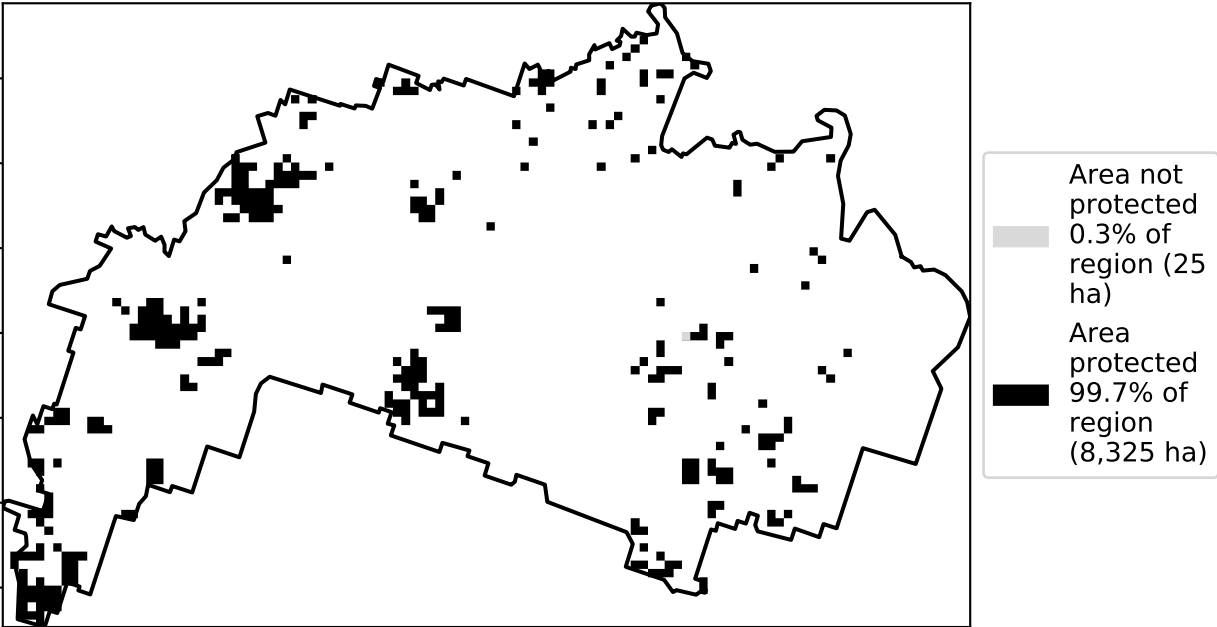 Area not
protected
0.3% of
region (25
ha)
Area
protected
99.7% of
region
(8,325 ha)